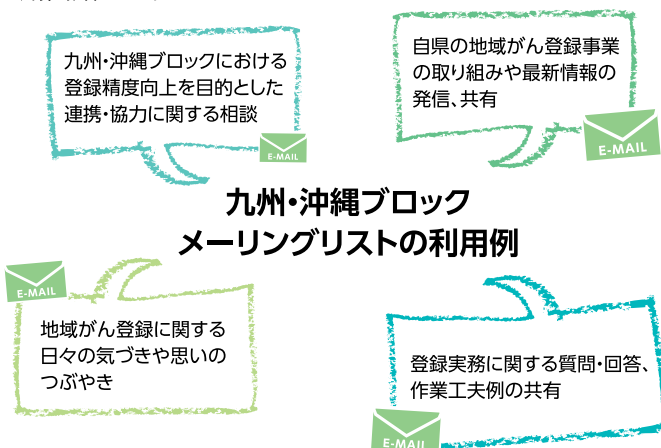 九州・沖縄ブロックにおける
登録精度向上を目的とした
連携・協力に関する相談
E-MAIL
自県の地域がん登録事業
の取り組みや最新情報の
発信、共有
E-MAIL
九州・沖縄ブロック
メーリングリストの利用例
E-MAIL
地域がん登録に関する
日々の気づきや思いの
つぶやき
登録実務に関する質問・回答、
作業工夫例の共有
E-MAIL